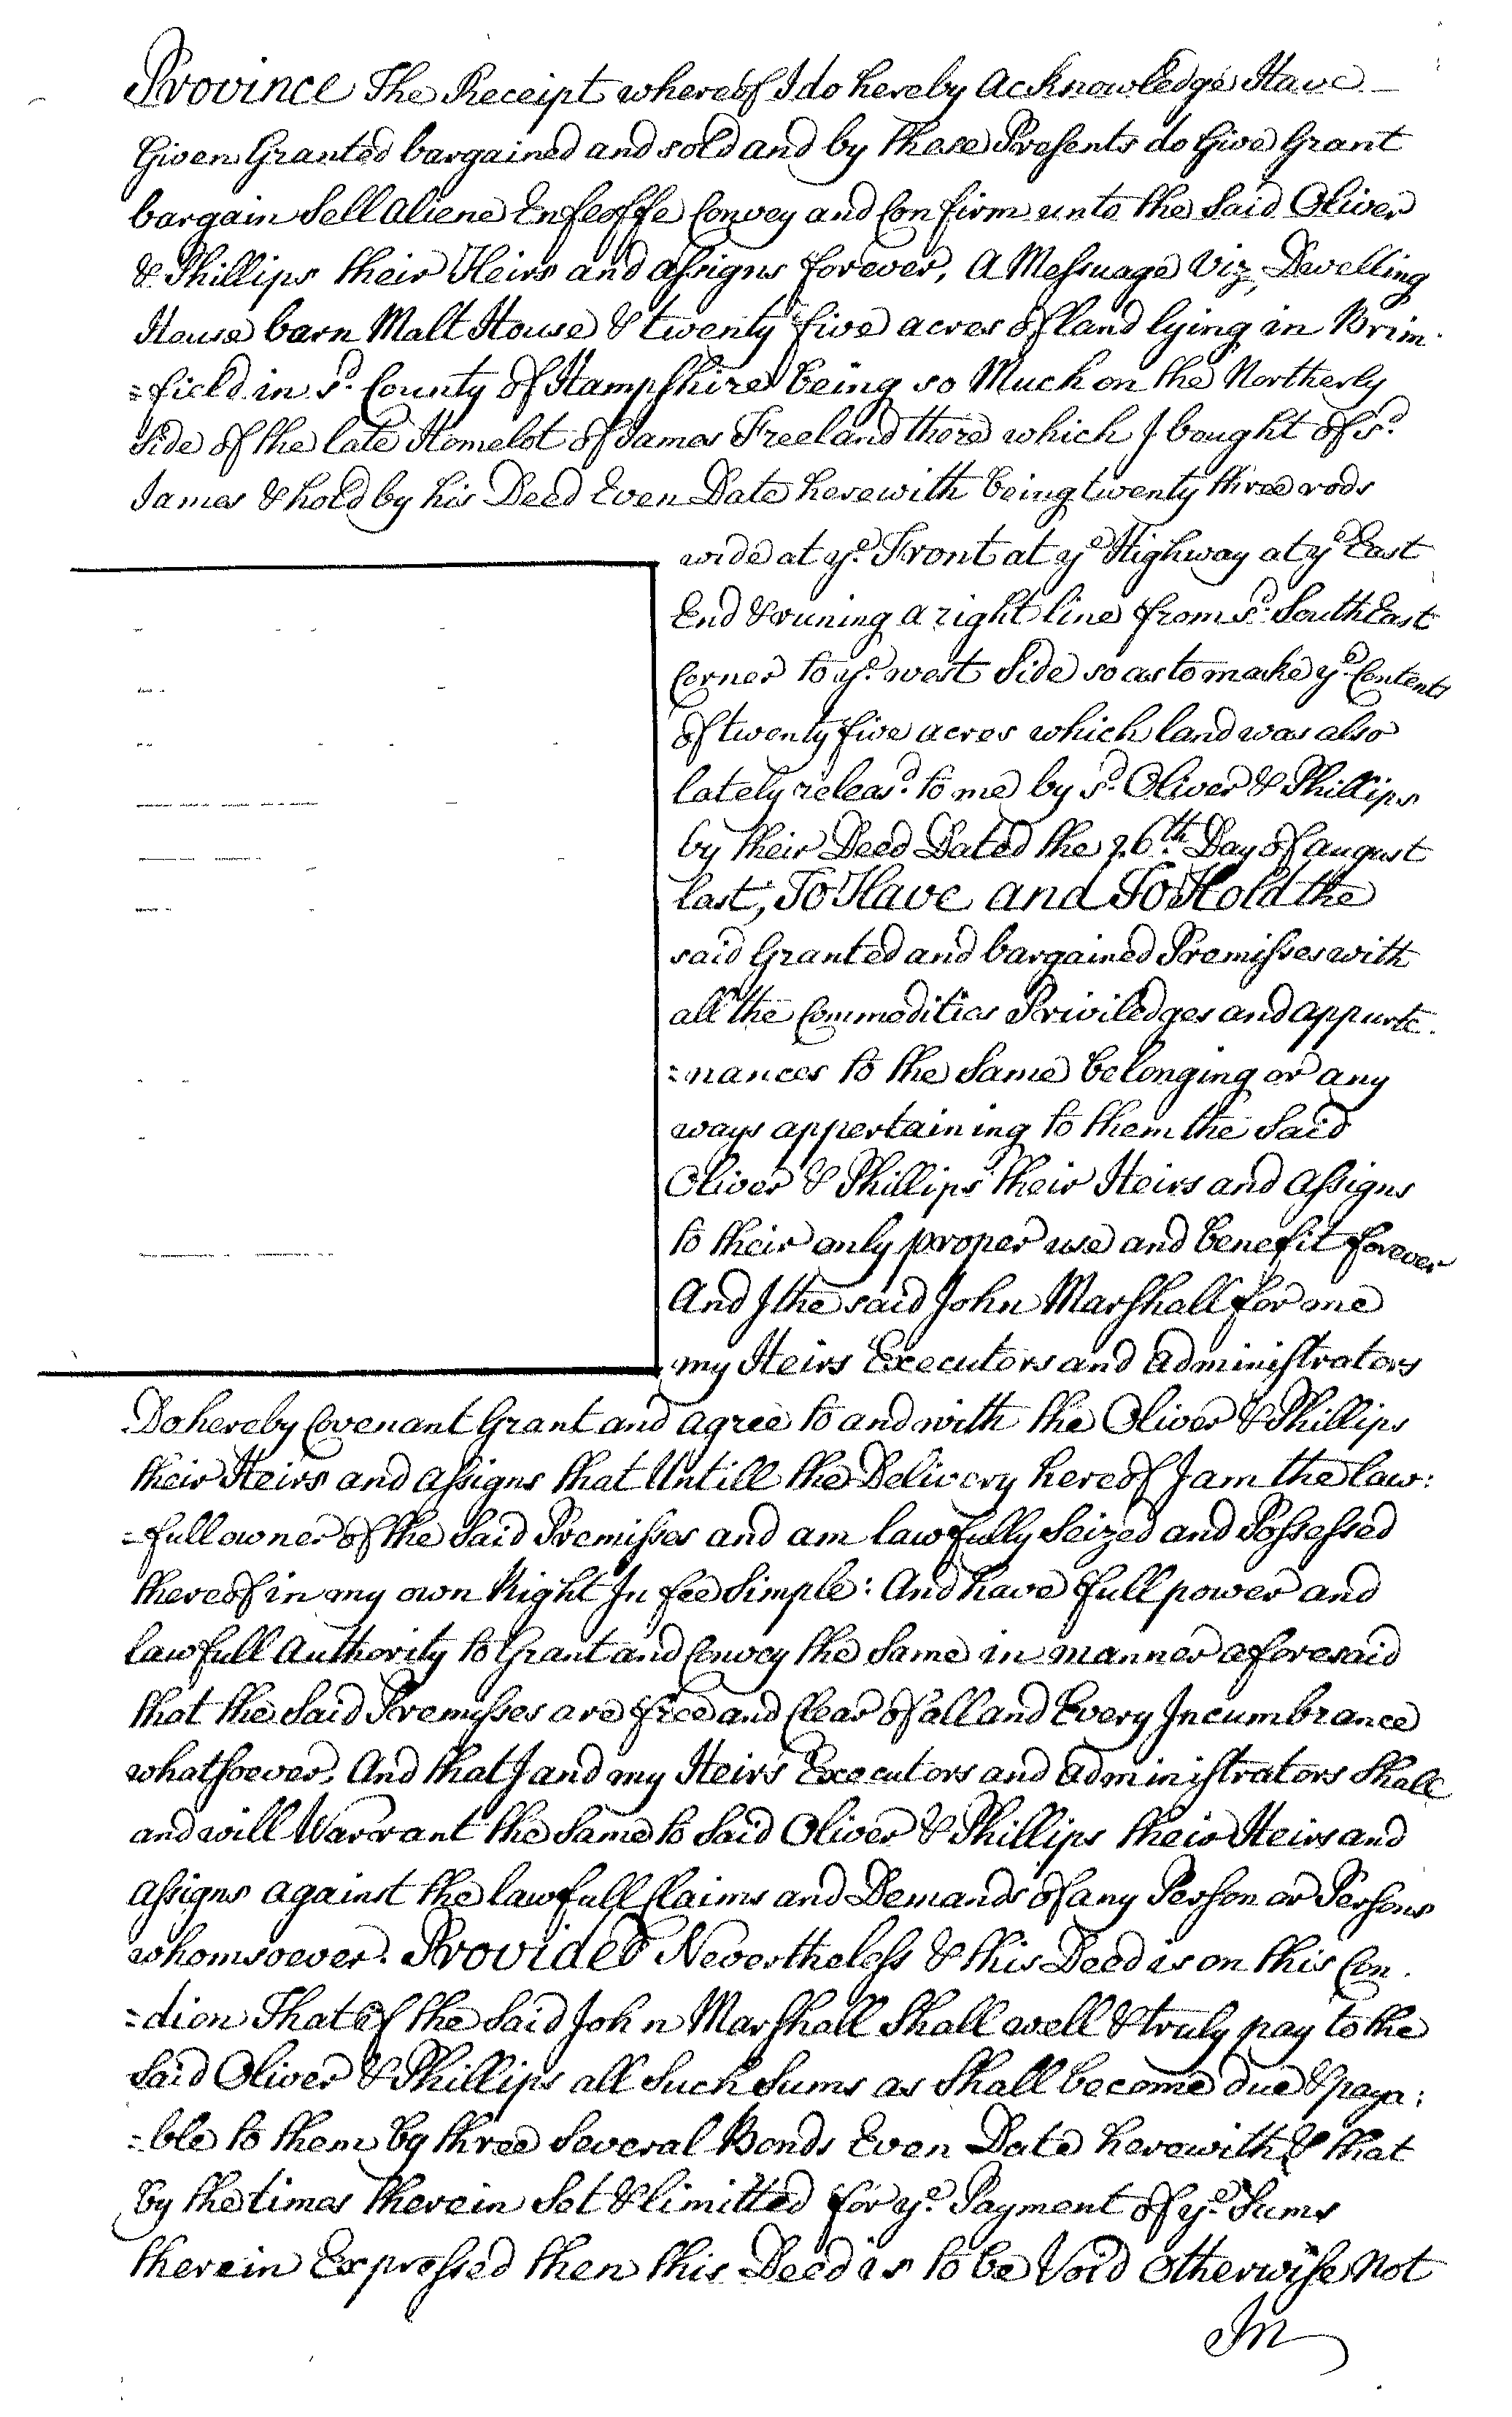 Province The Receipt whereof I do hereby Acknowledge Have
Given Granted bargained and sold and by these Presents do Give Grant
bargain Sell aliene Enfeoffe Convey and Confirm unto the Said Oliver
& Phillips their Heirs and assigns forever, A Messuage Viz, Dwelling
House barn Malt House & twenty five acres of land lying in Brim-
=field in sd. County of Hampshire being so Much on the Northerly
Side of the late Homelot of James Freeland there which I bought of sd.
James & hold by his Deed Even Date herewith being twenty three rods
wide at ye. Front at ye Highway at ye East
End & runing a right line from sd. South East
Corner to ye. west Side so as to make ye. Contents
of twenty five acres which land was also
lately releasd. to me by sd. Oliver & Phillips
by their Deed Dated the 26th. Day of august
last, To Have and To Hold the
said Granted and bargained Premisses with
all the Commodities Priviledges and appurte-
=nances to the Same belonging or any
ways appertaining to them the Said
Oliver & Phillips their Heirs and assigns
to their only proper use and benefit forever
And I the said John Marshall for me
my Heirs Executors and administrators
Do hereby Covenant Grant and agree to and with the Oliver & Phillips
their Heirs and assigns that Untill the Delivery hereof I am the law:
=full owner of the Said Premisses and am lawfully Seized and Possessed
thereof in my own Right In fee Simple: And have full power and
lawfull Authority to Grant and Convey the Same in manner aforesaid
that the Said Premisses are free and Clear of all and Every Incumbrance
whatsoever. And that I and my Heirs Executors and administrators Shall
and will Warrant the Same to Said Oliver & Phillips their Heirs and
assigns against the lawfull Claims and Demands of any Person or Persons
whomsoever. Provided Nevertheless & this Deed is on this Con-
=dion That if the Said John Marshall Shall well & truly pay to the
Said Oliver & Phillips all Such Sums as Shall become due & paya:
=ble to them by three Several Bonds Even Date herewith & that
by the times therein Set & limitted for ye. Payment of ye. Sums
therein Expressed then this Deed is to be Void Otherwise Not
In